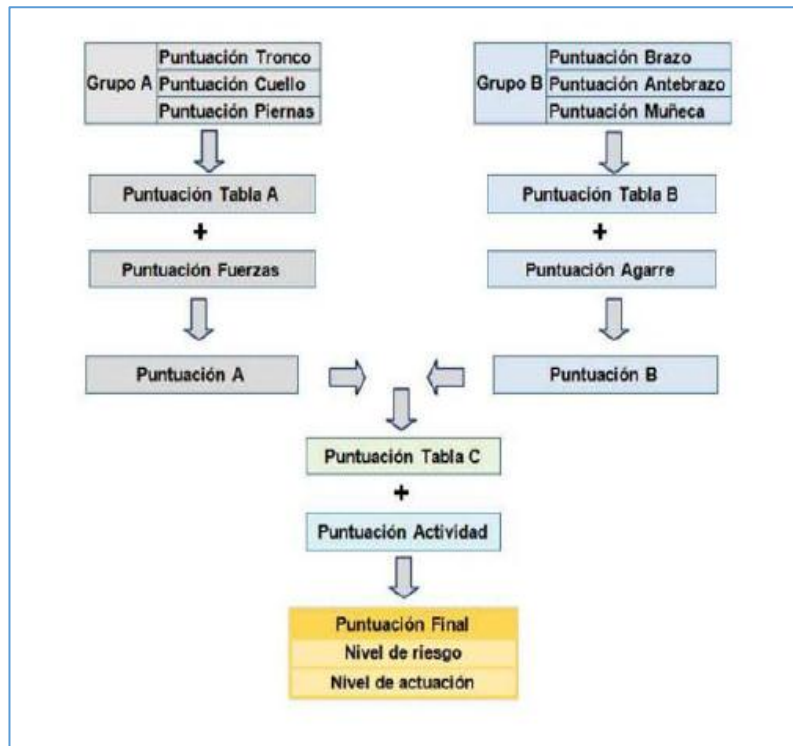 Grupo A
Puntuación Tronco
Puntuación Cuello
Puntuación Piernas
Puntuación Tabla A
+
Puntuación Fuerzas
Puntuación A
Grupo B
Puntuación Brazo
Puntuación Antebrazo
Puntuación Muñeca
Puntuación Tabla B
+
Puntuación Agarre
Puntuación B
Puntuación Tabla C
+
Puntuación Actividad
Puntuación Final
Nivel de riesgo
Nivel de actuación